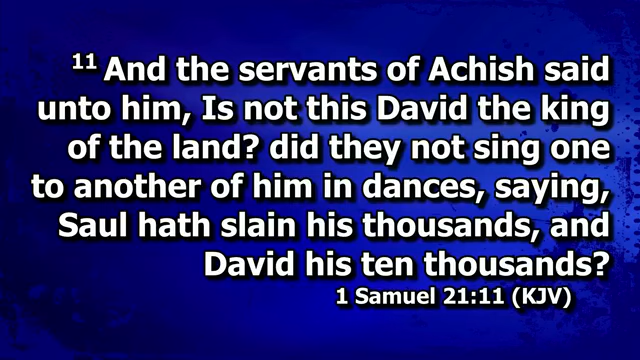 11 And the servants of Achish said
unto him, Is not this David the king
of the land? did they not sing one
to another of him in dances, saying,
Saul hath slain his thousands, and
David his ten thousands?
1 Samuel 21:11 (KJV)